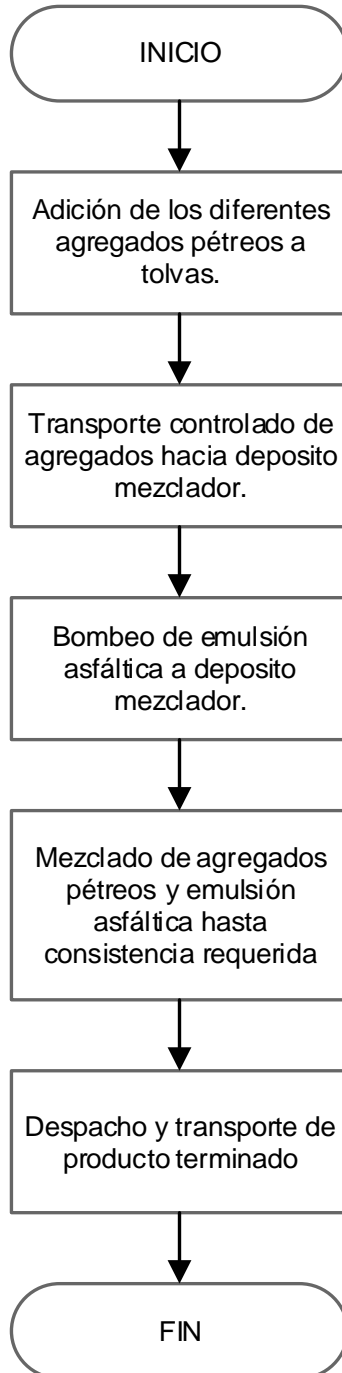 INICIO
Adición de los diferentes
agregados pétreos a
tolvas.
Transporte controlado de
agregados hacia deposito
mezclador.
Bombeo de emulsión
asfáltica a deposito
mezclador.
Mezclado de agregados
pétreos y emulsión
asfáltica hasta
consistencia requerida
Despacho y transporte de
producto terminado
FIN